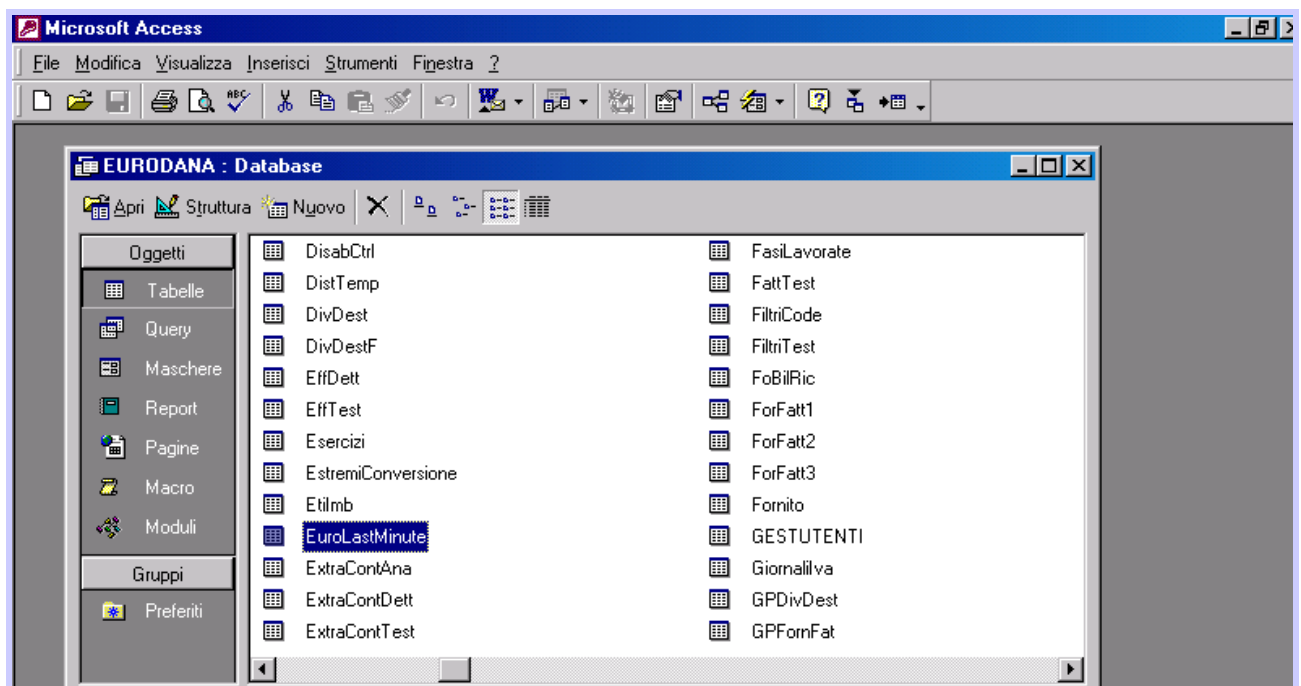 Microsoft Access
File Modifica Visualizza Inserisci Strumenti Finestra ?
EURODANA : Database
Apri Struttura Nuovo
Oggetti
Tabelle
Query
Maschere
Report
Pagine
Macro
Moduli
Gruppi
Preferiti
DisabCtrl
DistTemp
DivDest
DivDestF
EffDett
EffTest
Esercizi
EstremiConversione
EtiImb
EuroLastMinute
ExtraContAna
ExtraContDett
ExtraContTest
FasiLavorate
FattTest
FiltriCode
FiltriTest
FoBilRic
ForFatt1
ForFatt2
ForFatt3
Fornito
GESTUTENTI
GiornaliIva
GPDivDest
GPFornFat